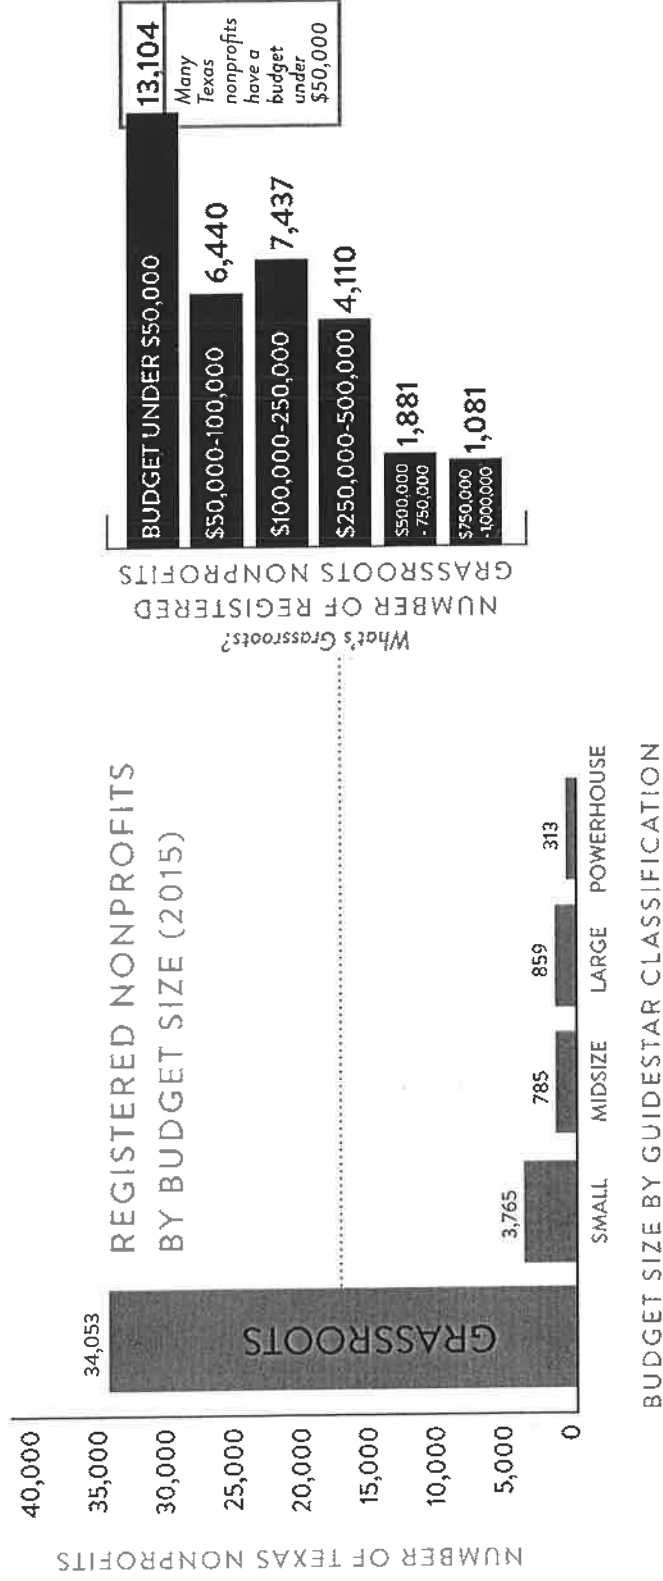 REGISTERED NONPROFITS
BY BUDGET SIZE (2015)
NUMBER OF TEXAS NONPROFITS
40,000
35,000
30,000
25,000
20,000
15,000
10,000
5,000
0
34,053
GRASSROOTS
3,765
SMALL
785
MIDSIZE
859
LARGE
313
POWERHOUSE
BUDGET SIZE BY GUIDESTAR CLASSIFICATION
What's Grassroots?
NUMBER OF REGISTERED
GRASSROOTS NONPROFITS
BUDGET UNDER $50,000
13,104
Many
Texas
nonprofits
have a
budget
under
$50,000
$50,000-100,000
6,440
$100,000-250,000
7,437
$250,000-500,000
4,110
$500,000
-750,000
1,881
$750,000
-1,000,000
1,081